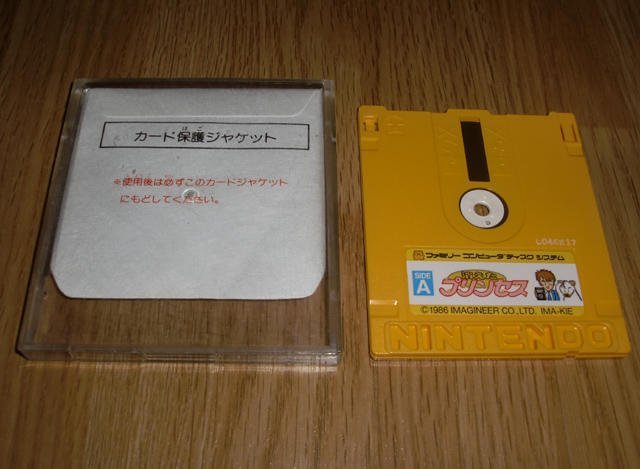 カード保護ジャケット
※使用後は必ずこのカードジャケット
にもどしてください。
ファミリー コンピュータ ディスク システム
SIDE
A
消えたプリンセス
©1986 IMAGINEER CO.,LTD. IMA-KIE
NINTENDO